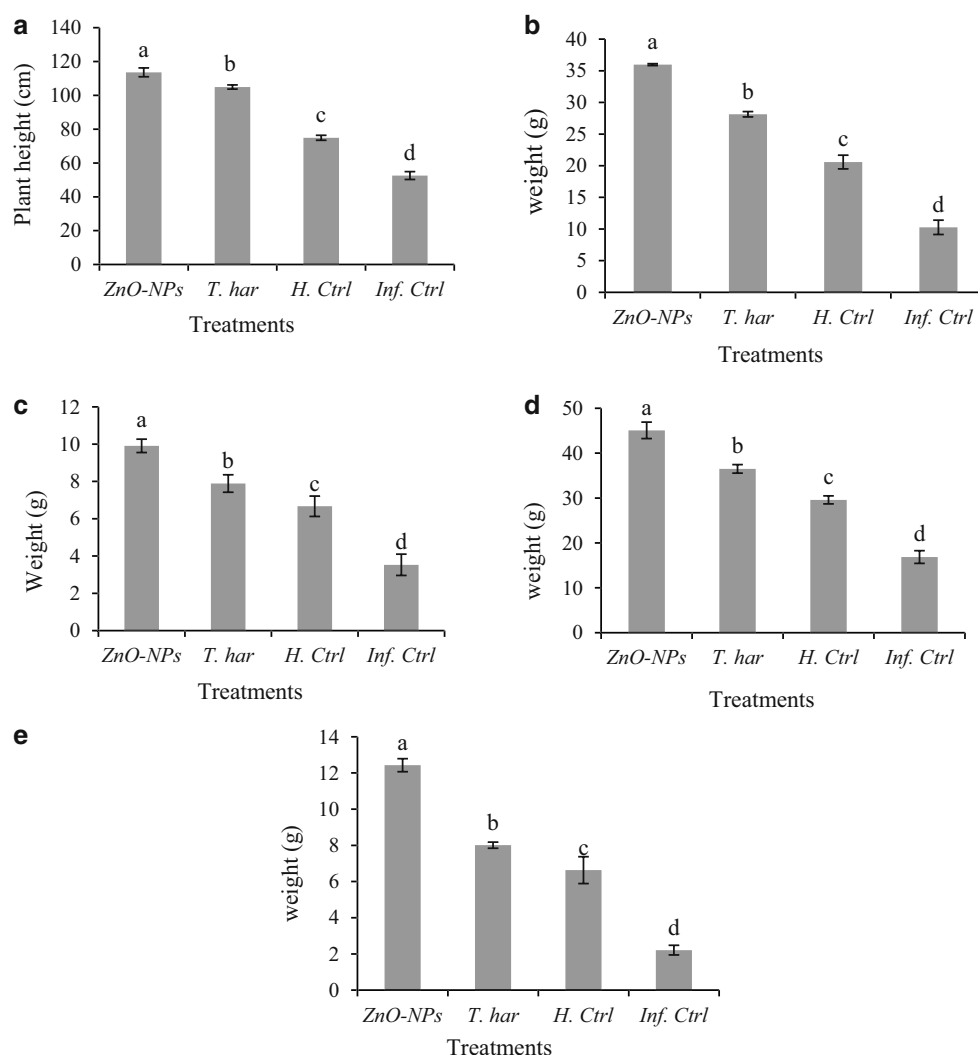 a
140
120
100
80
60
40
20
0
Plant height (cm)
a
b
c
d
ZnO-NPs T. har H. Ctrl Inf. Ctrl
Treatments
b
40
35
30
25
20
15
10
5
0
weight (g)
a
b
c
d
ZnO-NPs T. har H. Ctrl Inf. Ctrl
Treatments
c
12
10
8
6
4
2
0
Weight (g)
a
b
c
d
ZnO-NPs T. har H. Ctrl Inf. Ctrl
Treatments
d
50
40
30
20
10
0
weight (g)
a
b
c
d
ZnO-NPs T. har H. Ctrl Inf. Ctrl
Treatments
e
14
12
10
8
6
4
2
0
weight (g)
a
b
c
d
ZnO-NPs T. har H. Ctrl Inf. Ctrl
Treatments